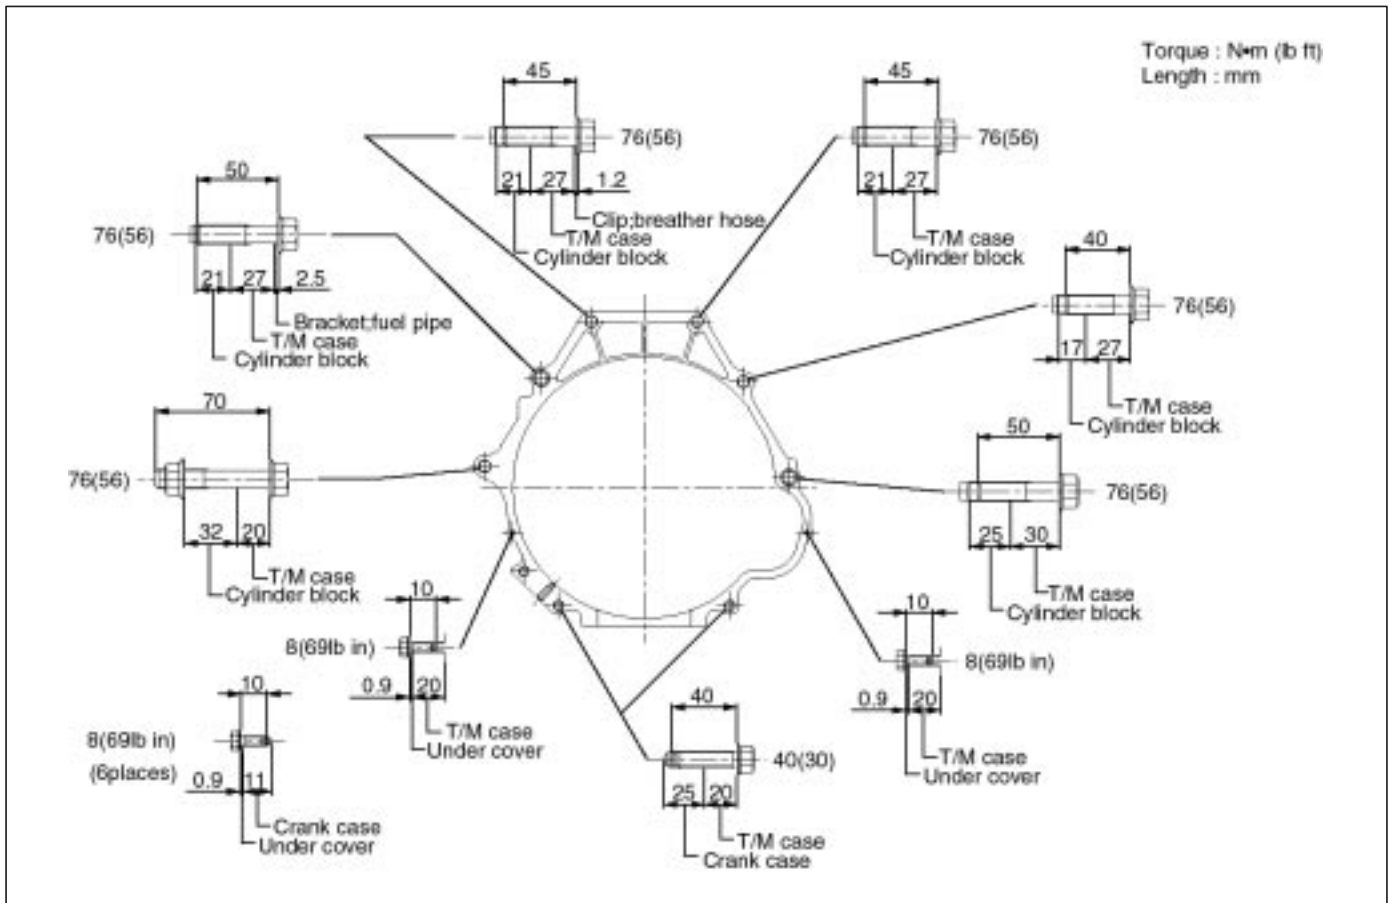 Torque : N•m (lb ft)
Length : mm
45
76(56)
21 27 1.2
Clip;breather hose
T/M case
Cylinder block
45
76(56)
21 27
T/M case
Cylinder block
50
76(56)
21 27 2.5
Bracket;fuel pipe
T/M case
Cylinder block
40
76(56)
17 27
T/M case
Cylinder block
70
76(56)
32 20
T/M case
Cylinder block
50
76(56)
25 30
T/M case
Cylinder block
10
8(69lb in)
0.9 20
T/M case
Under cover
10
8(69lb in)
0.9 20
T/M case
Under cover
10
8(69lb in)
(6places)
0.9 11
Crank case
Under cover
40
40(30)
25 20
T/M case
Crank case